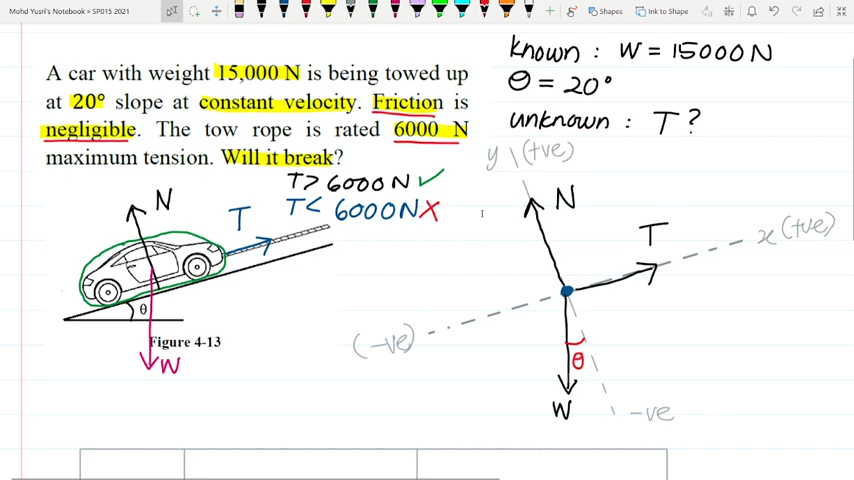 Mohd Yusri's Notebook » SP015 2021
Shapes
Ink to Shape
A car with weight 15,000 N is being towed up
at 20° slope at constant velocity. Friction is
negligible. The tow rope is rated 6000 N
maximum tension. Will it break?
T > 6000 N ✓
T < 6000 N X
N
T
θ
W
Figure 4-13
known : W = 15000 N
θ = 20°
unknown : T ?
y (+ve)
N
T
x (+ve)
(-ve)
θ
W
-ve